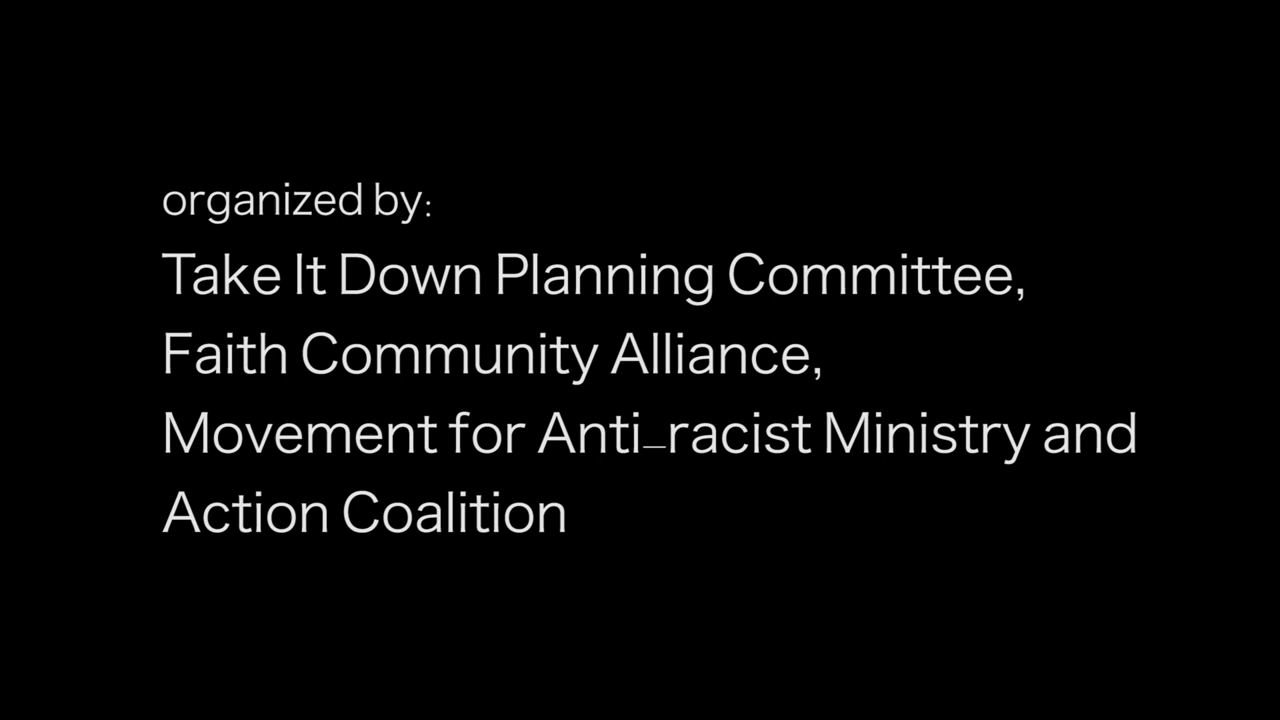 organized by:
Take It Down Planning Committee,
Faith Community Alliance,
Movement for Anti-racist Ministry and
Action Coalition